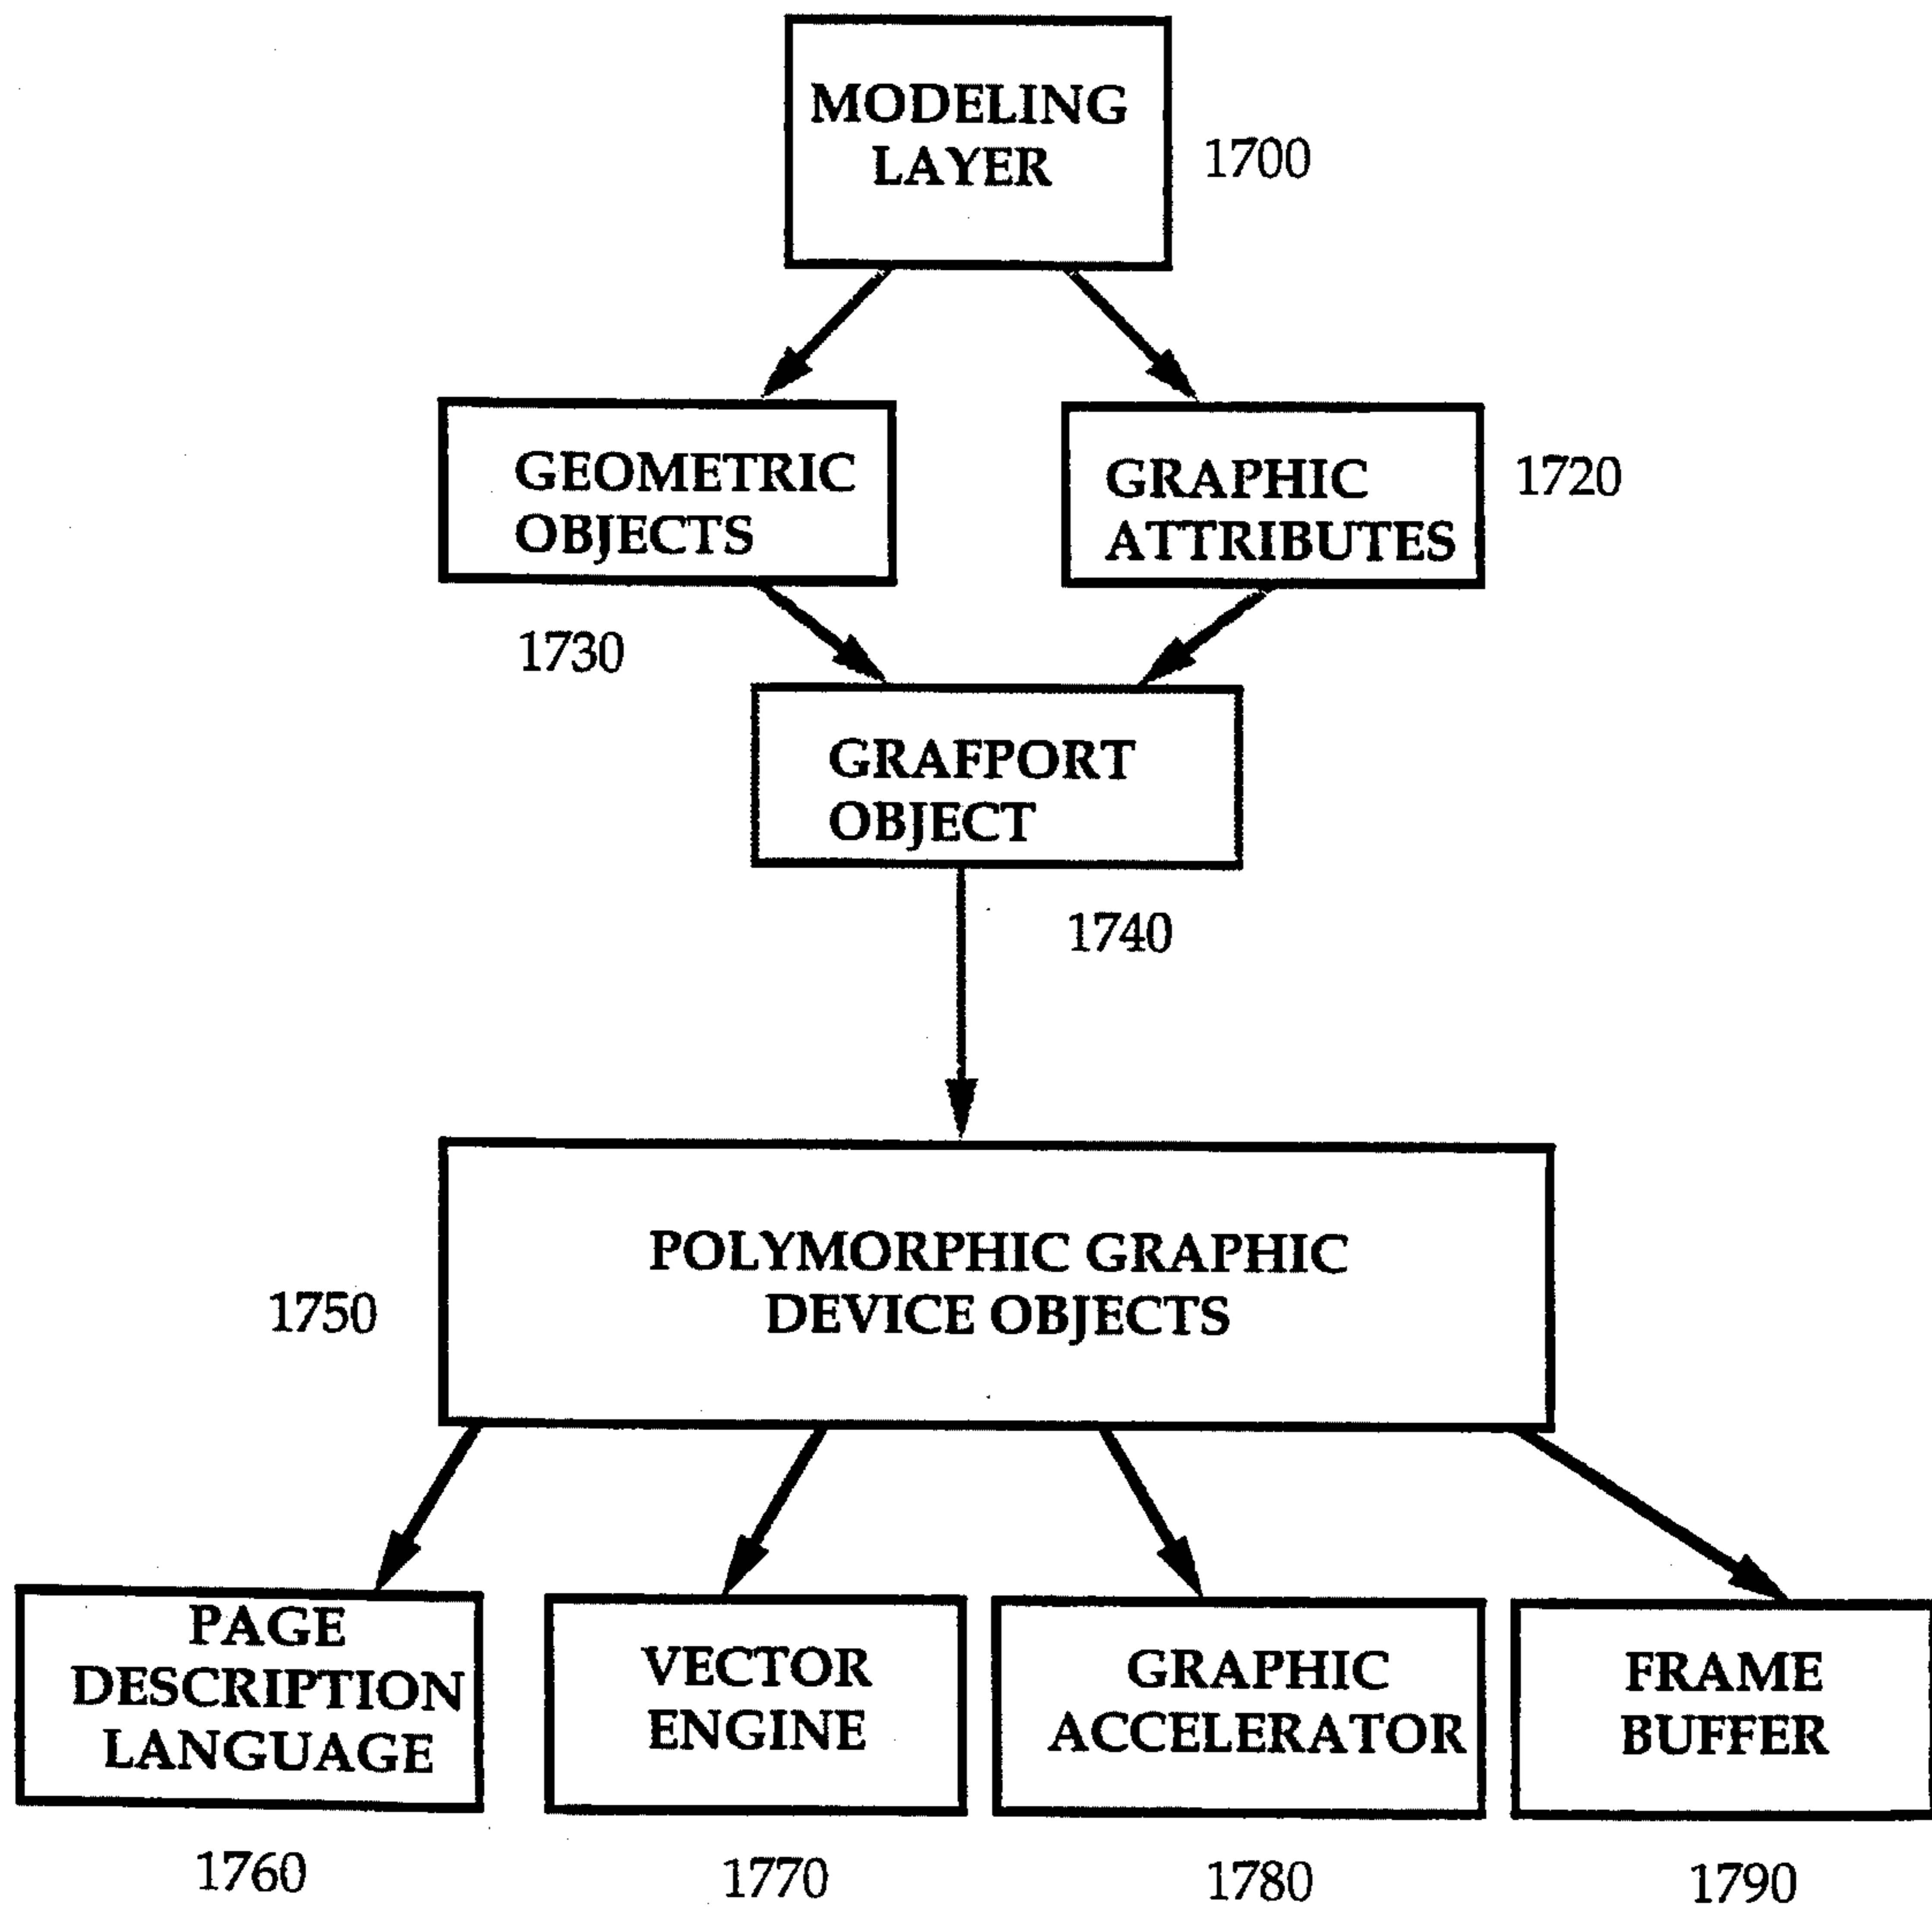 MODELING
LAYER
1700
GEOMETRIC
OBJECTS
1730
GRAPHIC
ATTRIBUTES
1720
GRAFPORT
OBJECT
1740
POLYMORPHIC GRAPHIC
DEVICE OBJECTS
1750
PAGE
DESCRIPTION
LANGUAGE
1760
VECTOR
ENGINE
1770
GRAPHIC
ACCELERATOR
1780
FRAME
BUFFER
1790